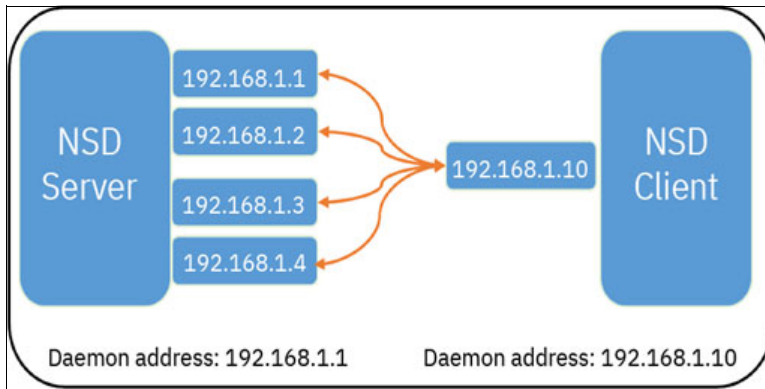 NSD
Server
192.168.1.1
192.168.1.2
192.168.1.3
192.168.1.4
192.168.1.10
NSD
Client
Daemon address: 192.168.1.1
Daemon address: 192.168.1.10